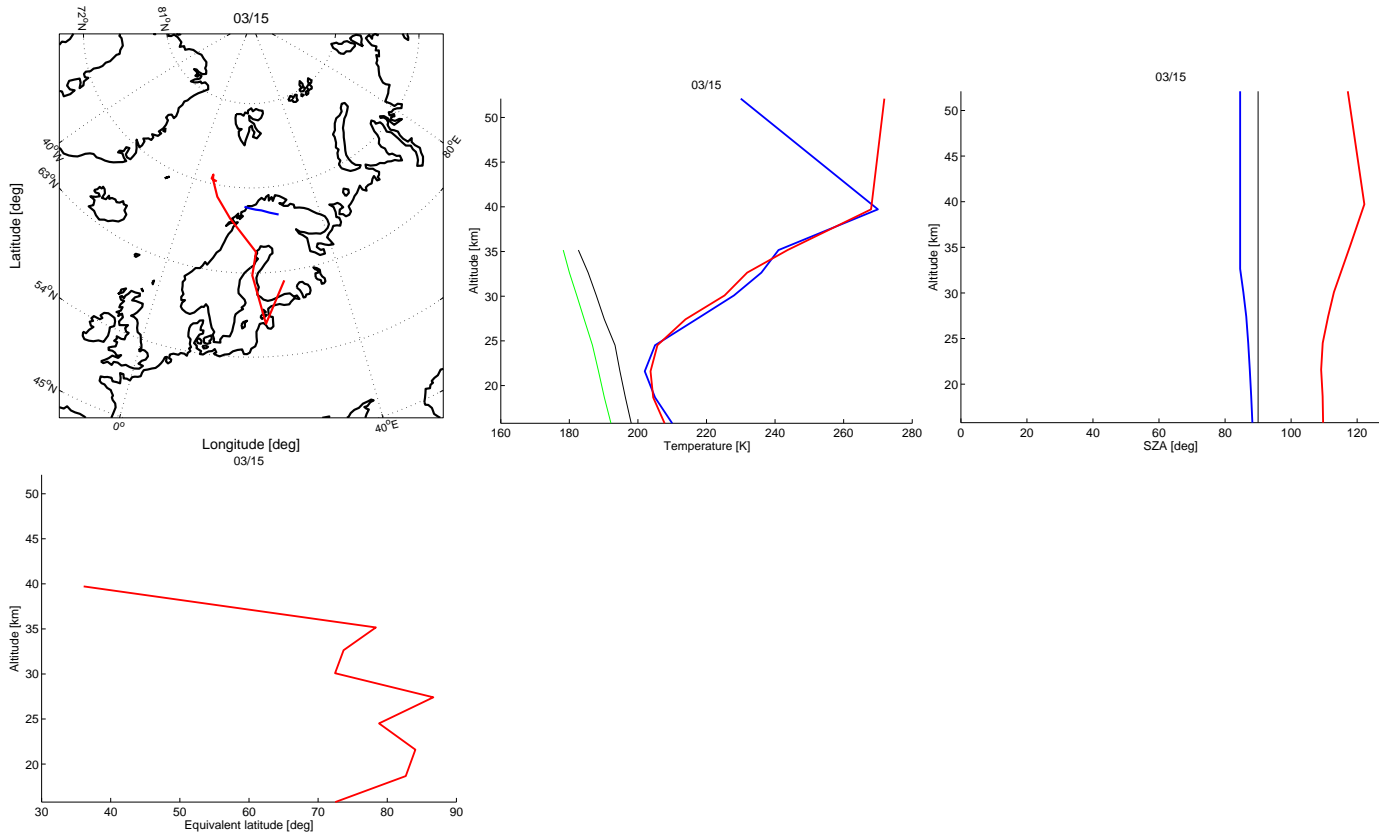 03/15
72°N
81°N
40°W
63°N
54°N
45°N
0°
40°E
80°E
Latitude [deg]
Longitude [deg]
03/15
50
45
40
35
30
25
20
160
180
200
220
240
260
280
Altitude [km]
Temperature [K]
03/15
50
45
40
35
30
25
20
0
20
40
60
80
100
120
Altitude [km]
SZA [deg]
03/15
50
45
40
35
30
25
20
30
40
50
60
70
80
90
Altitude [km]
Equivalent latitude [deg]